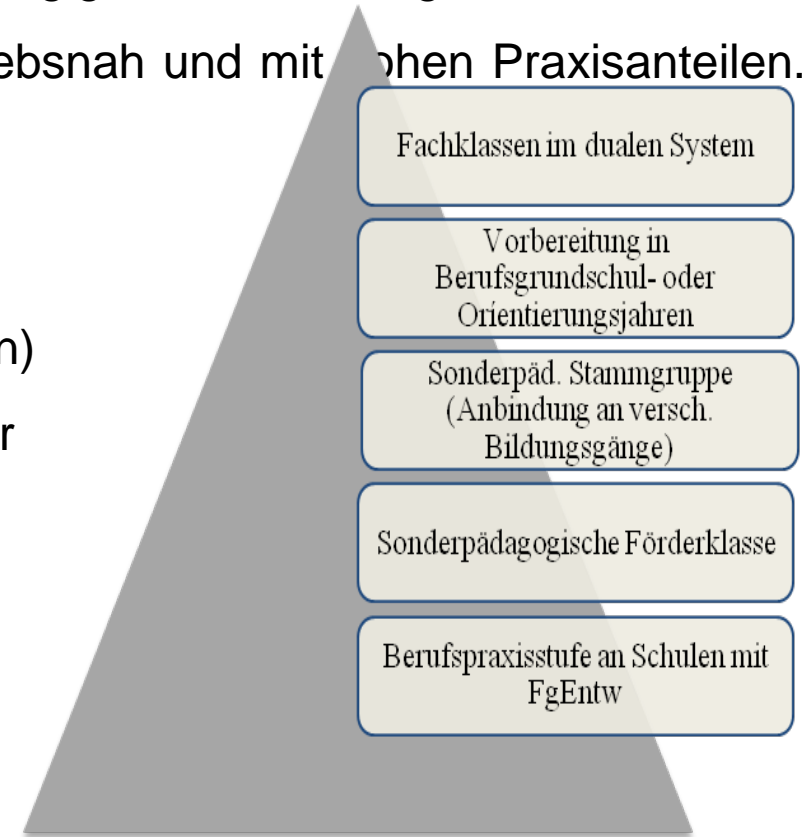 ebsnah und mit hohen Praxisanteilen.
Fachklassen im dualen System
Vorbereitung in
Berufsgrundschul- oder
Orientierungsjahren
n)
Sonderpäd. Stammgruppe
(Anbindung an versch.
Bildungsgänge)
r
Sonderpädagogische Förderklasse
Berufspraxisstufe an Schulen mit
FgEntw